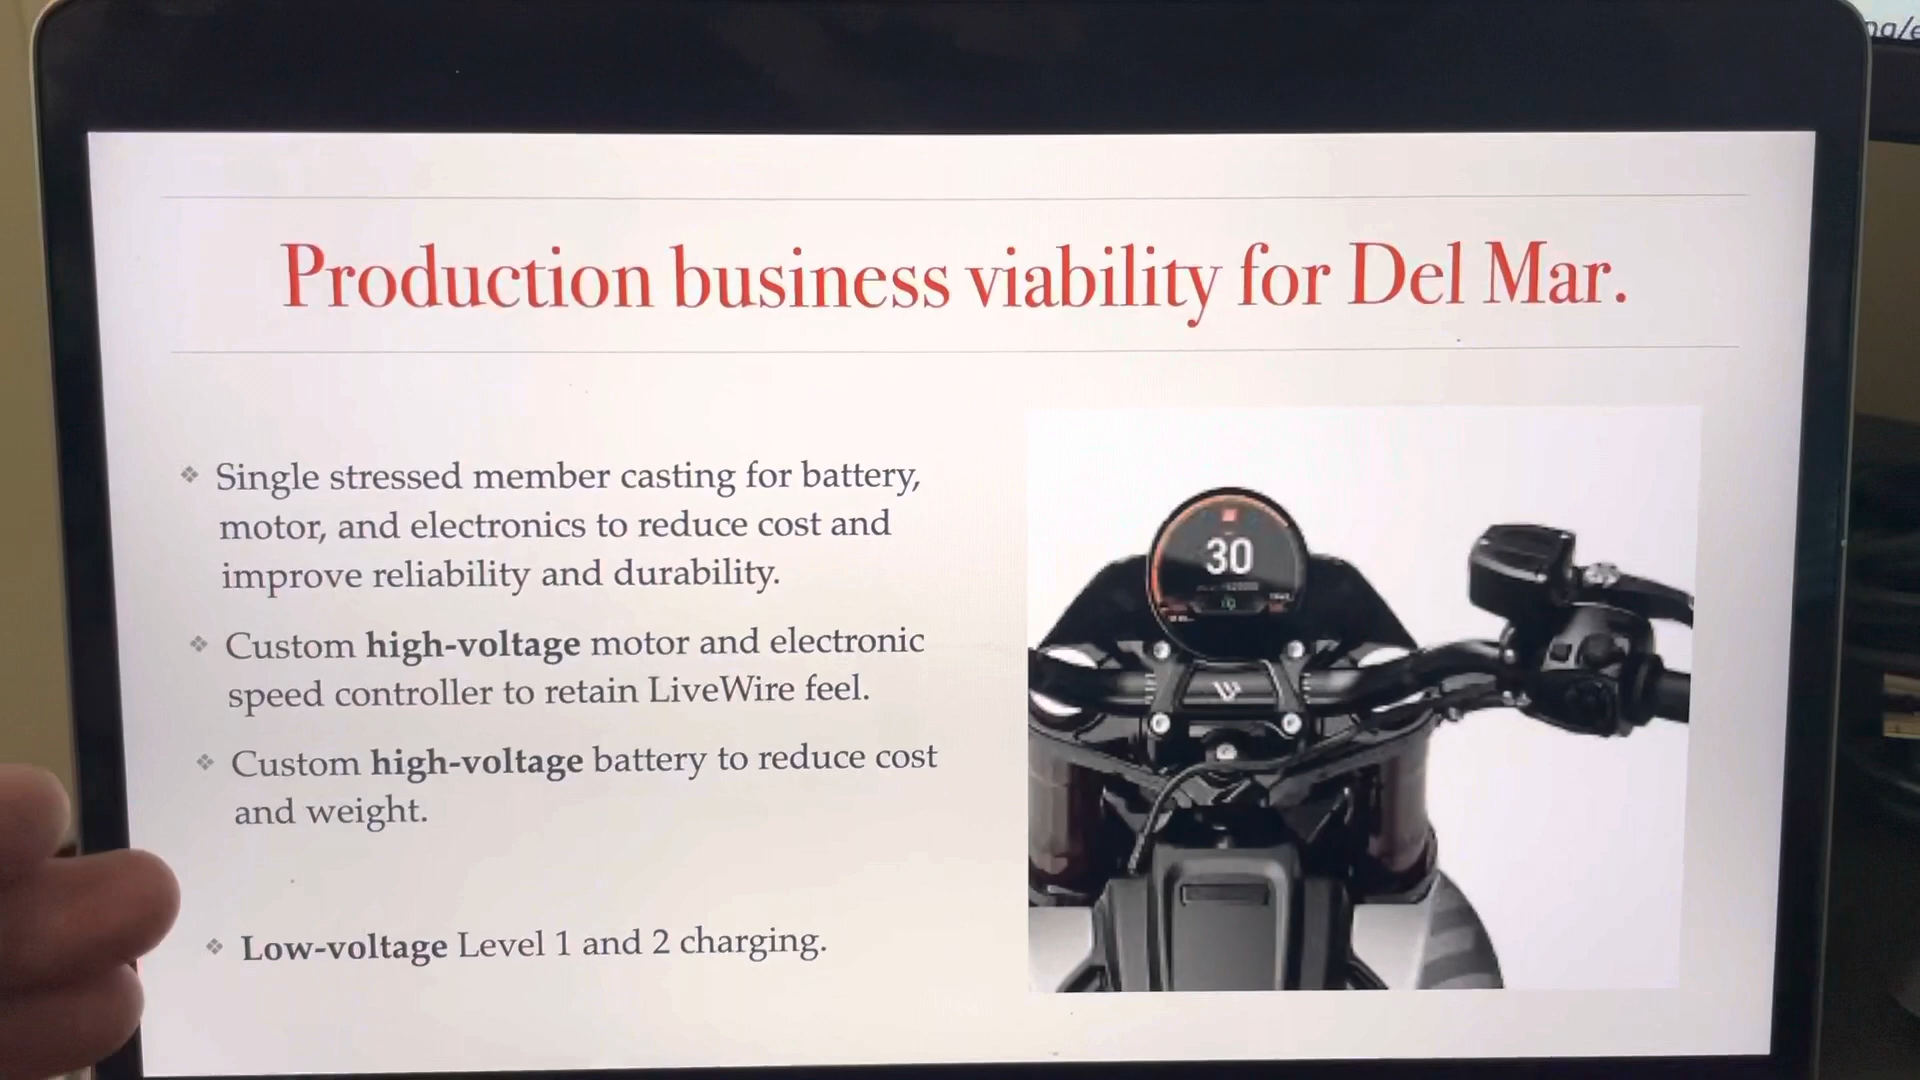 ng/e
Production business viability for Del Mar.
Single stressed member casting for battery,
motor, and electronics to reduce cost and
improve reliability and durability.
Custom high-voltage motor and electronic
speed controller to retain LiveWire feel.
Custom high-voltage battery to reduce cost
and weight.
Low-voltage Level 1 and 2 charging.
30